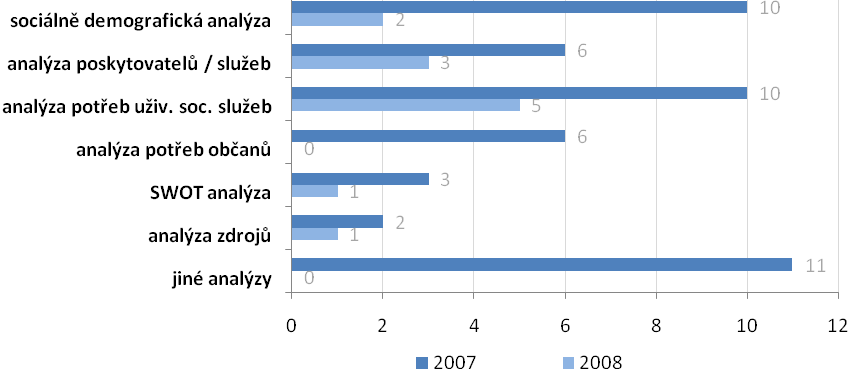 sociálně demografická analýza 10
2
analýza poskytovatelů / služeb 6
3
analýza potřeb uživ. soc. služeb 10
5
analýza potřeb občanů 6
0
SWOT analýza 3
1
analýza zdrojů 2
1
jiné analýzy 11
0
0 2 4 6 8 10 12
2007 2008